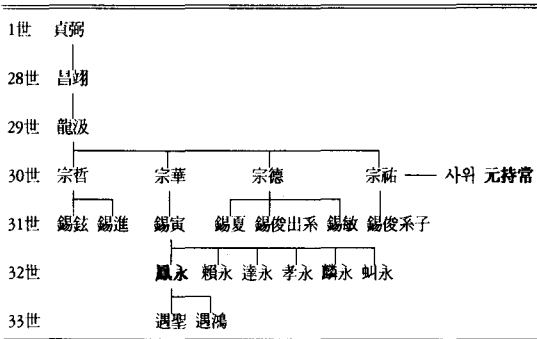 1世 貞弼
28世 昌翊
29世 龍汲
30世 宗哲 宗華 宗德 宗祐 사위 元持常
31世 錫鉉 錫進 錫寅 錫夏 錫俊出系 錫敏 錫俊系子
32世 鳳永 賴永 達永 孝永 麟永 虯永
33世 遇聖 遇鴻